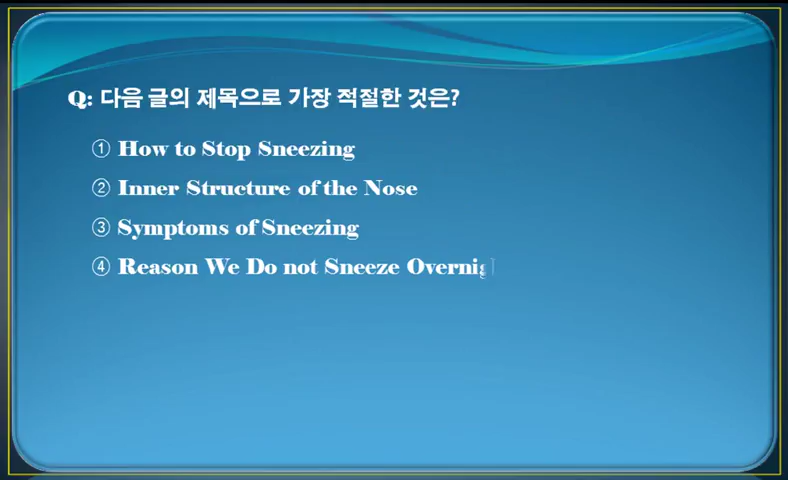 Q: 다음 글의 제목으로 가장 적절한 것은?
① How to Stop Sneezing
② Inner Structure of the Nose
③ Symptoms of Sneezing
④ Reason We Do not Sneeze